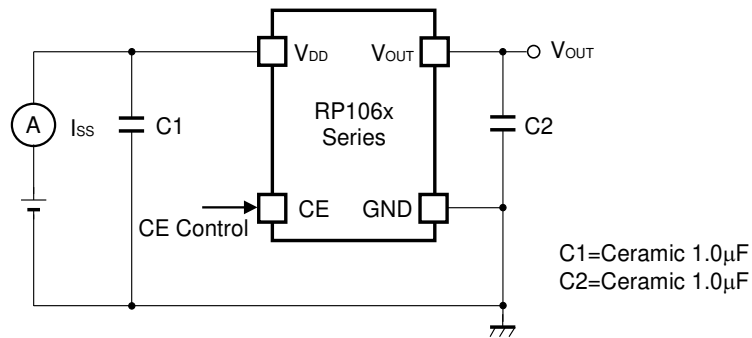 VDD
VOUT
VOUT
RP106x
Series
A
ISS
C1
C2
CE
GND
CE Control
C1=Ceramic 1.0μF
C2=Ceramic 1.0μF